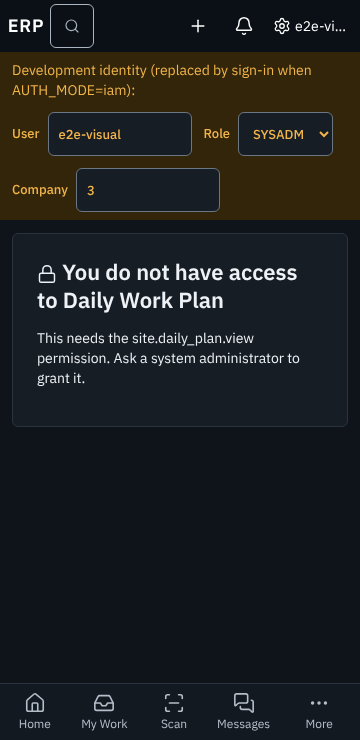 ERP
e2e-vi...
Development identity (replaced by sign-in when
AUTH_MODE=iam):
User e2e-visual Role SYSADM
Company 3
You do not have access
to Daily Work Plan
This needs the site.daily_plan.view
permission. Ask a system administrator to
grant it.
Home My Work Scan Messages More